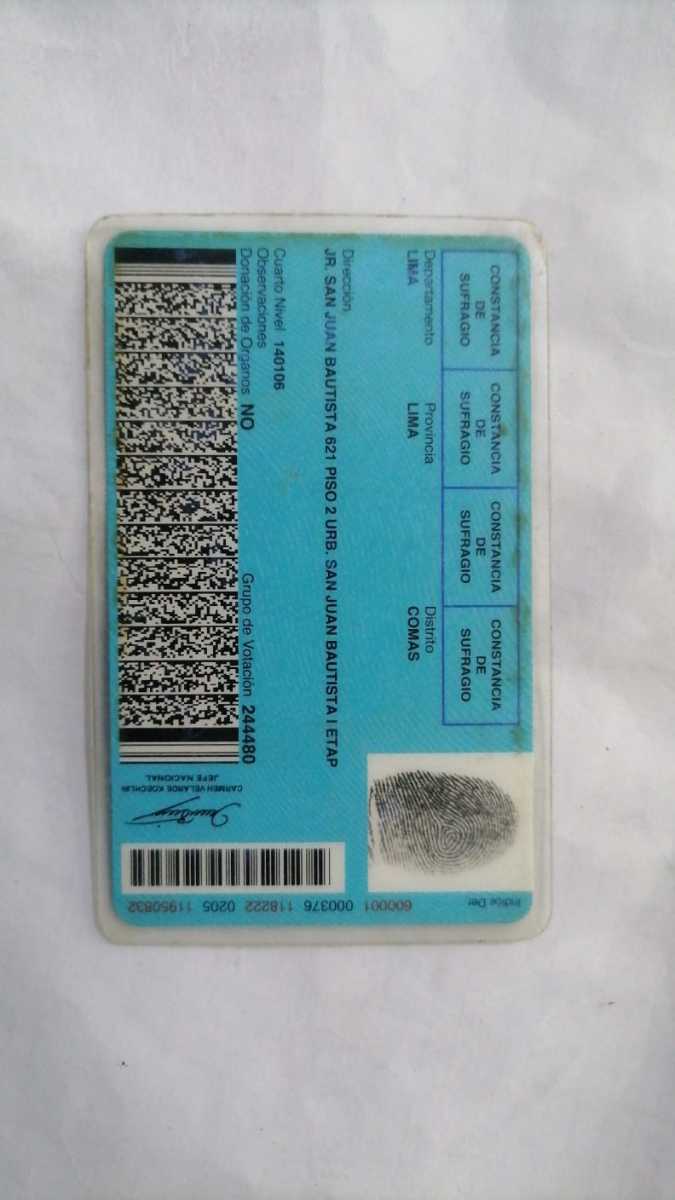 CONSTANCIA DE SUFRAGIO
CONSTANCIA DE SUFRAGIO
CONSTANCIA DE SUFRAGIO
CONSTANCIA DE SUFRAGIO
Departamento Provincia Distrito
LIMA LIMA COMAS
Dirección
JR. SAN JUAN BAUTISTA 621 PISO 2 URB. SAN JUAN BAUTISTA I ETAP
Cuarto Nivel 140106
Observaciones
Donación de Organos NO Grupo de Votación 244480
Indice Der
600001 000376 118222 0205 11950832
CARMEN VELARDE KOECHLIN
JEFE NACIONAL